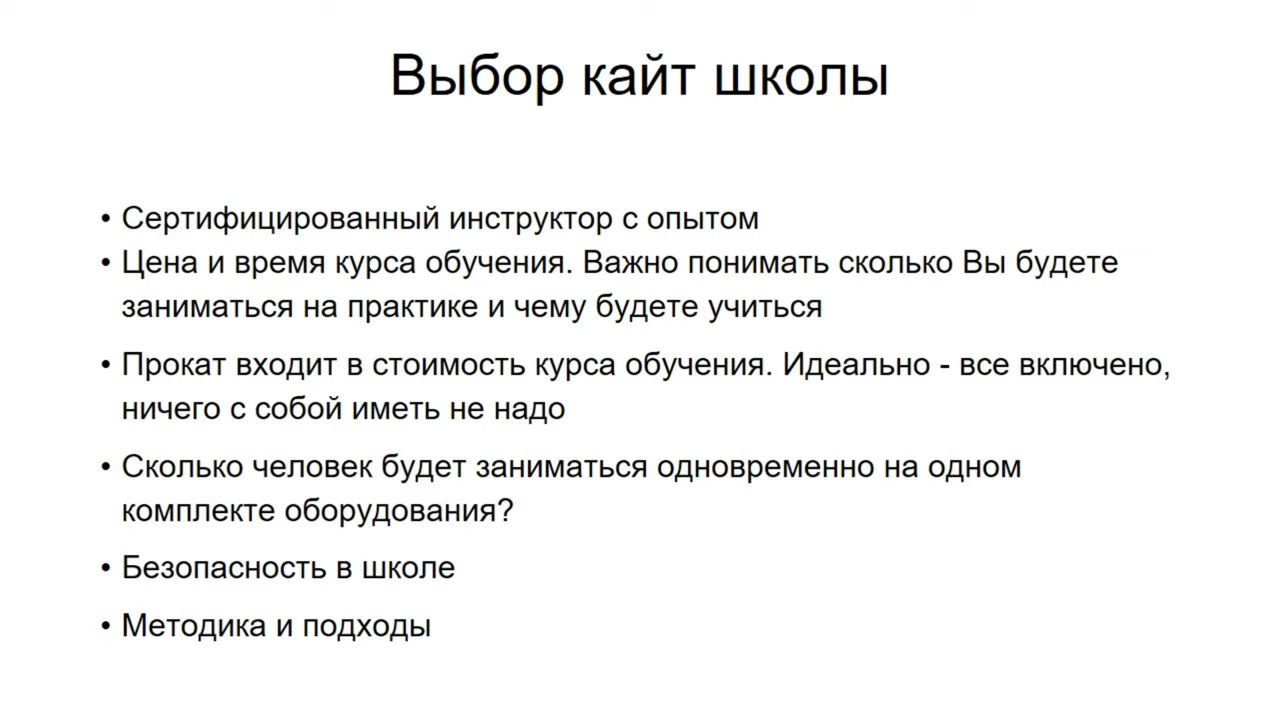 Выбор кайт школы
• Сертифицированный инструктор с опытом
• Цена и время курса обучения. Важно понимать сколько Вы будете
заниматься на практике и чему будете учиться
• Прокат входит в стоимость курса обучения. Идеально - все включено,
ничего с собой иметь не надо
• Сколько человек будет заниматься одновременно на одном
комплекте оборудования?
• Безопасность в школе
• Методика и подходы